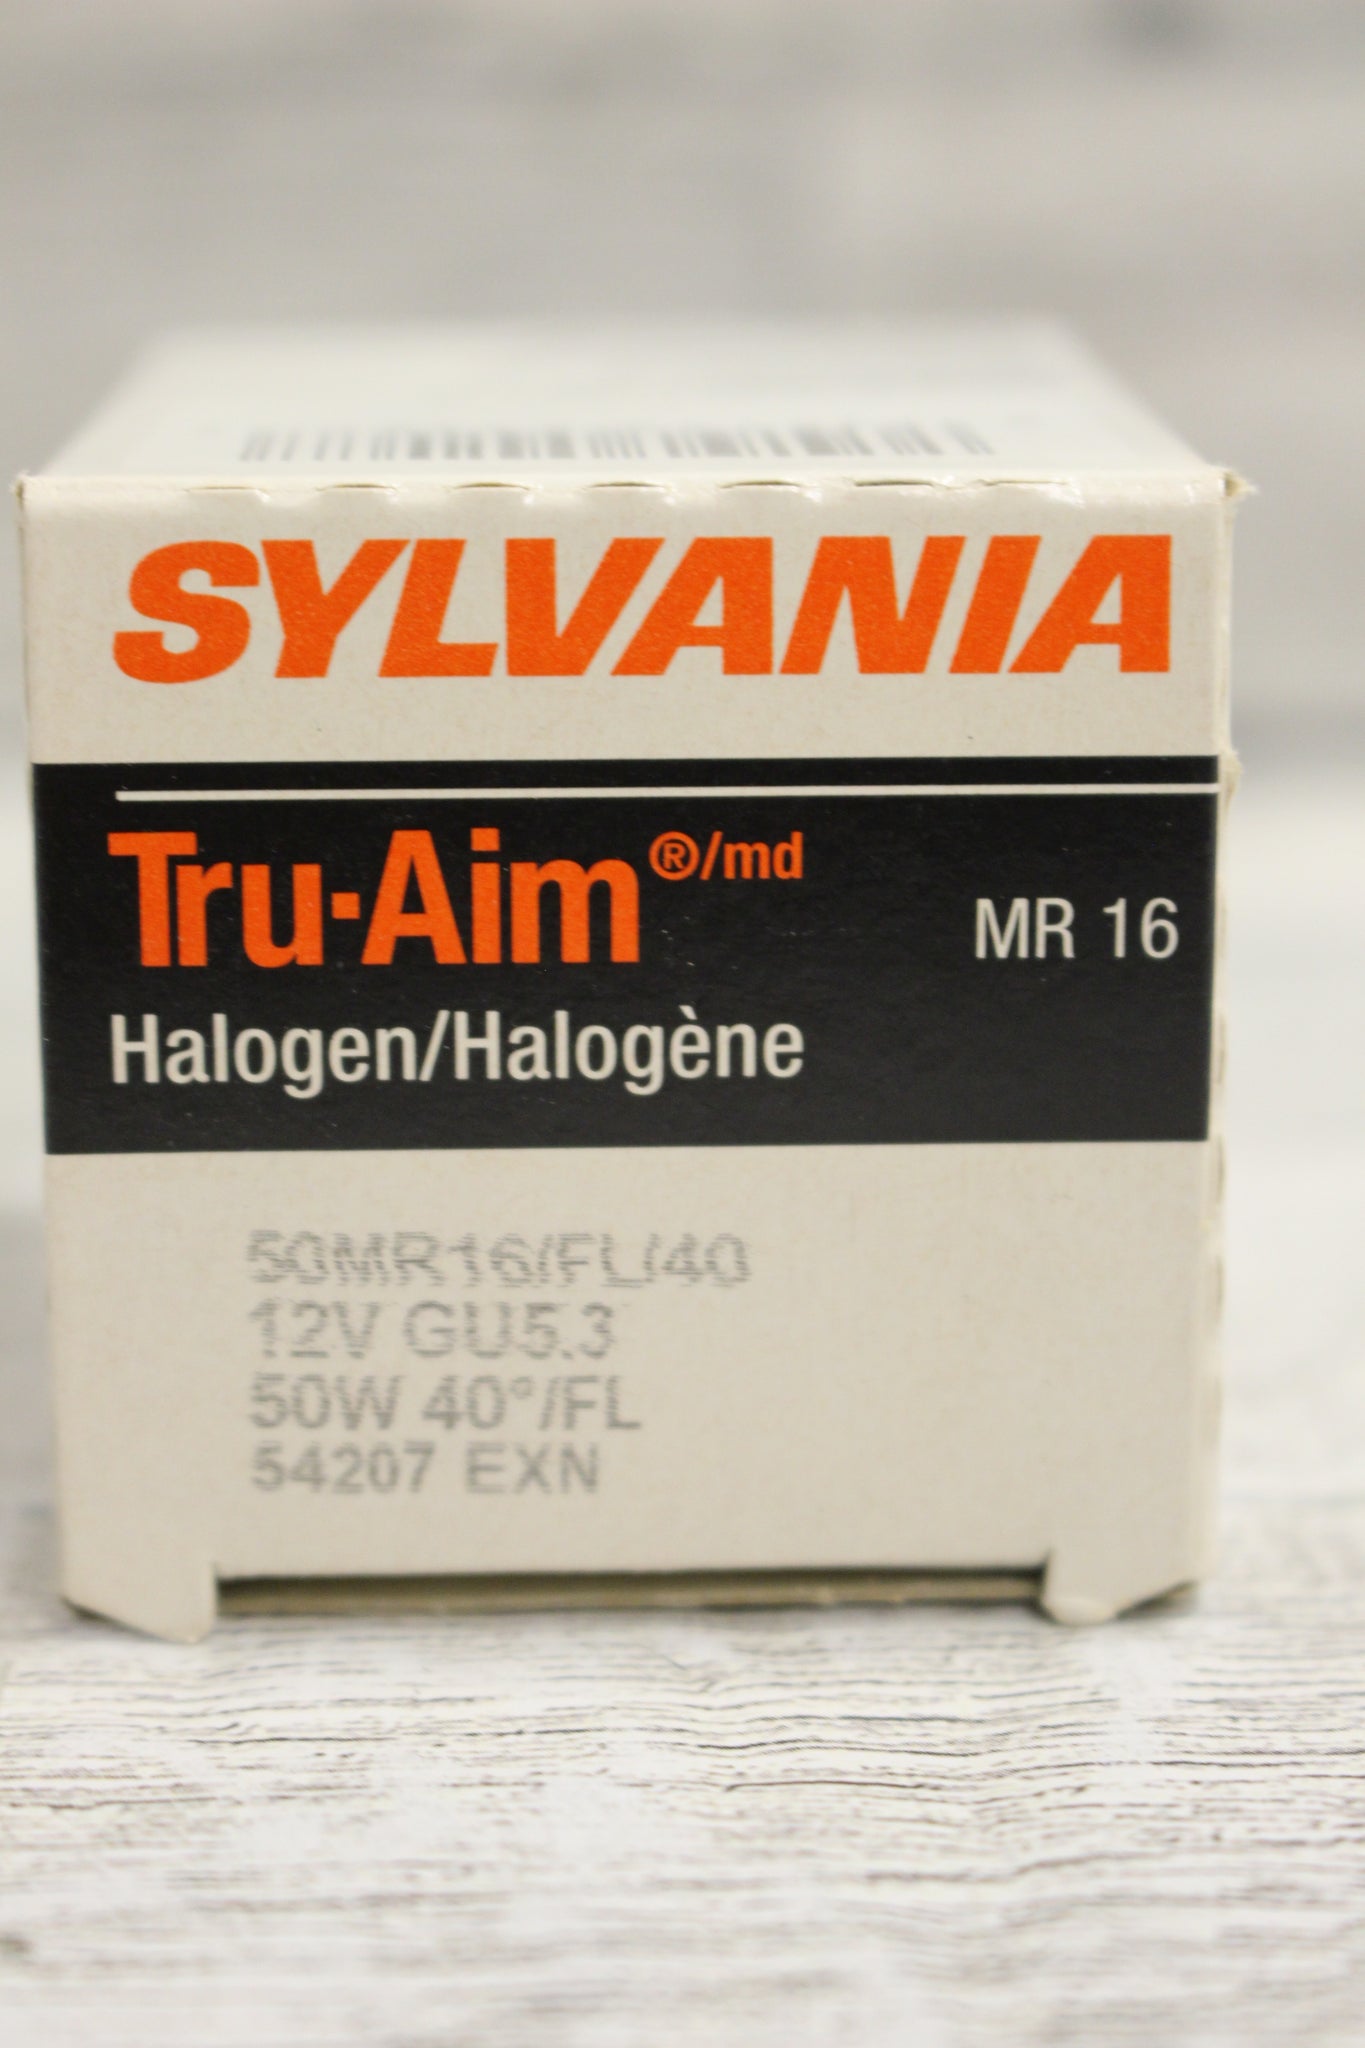 SYLVANIA
Tru-Aim®/md
MR 16
Halogen/Halogène
50MR16/FL/40
12V GU5.3
50W 40°/FL
54207 EXN